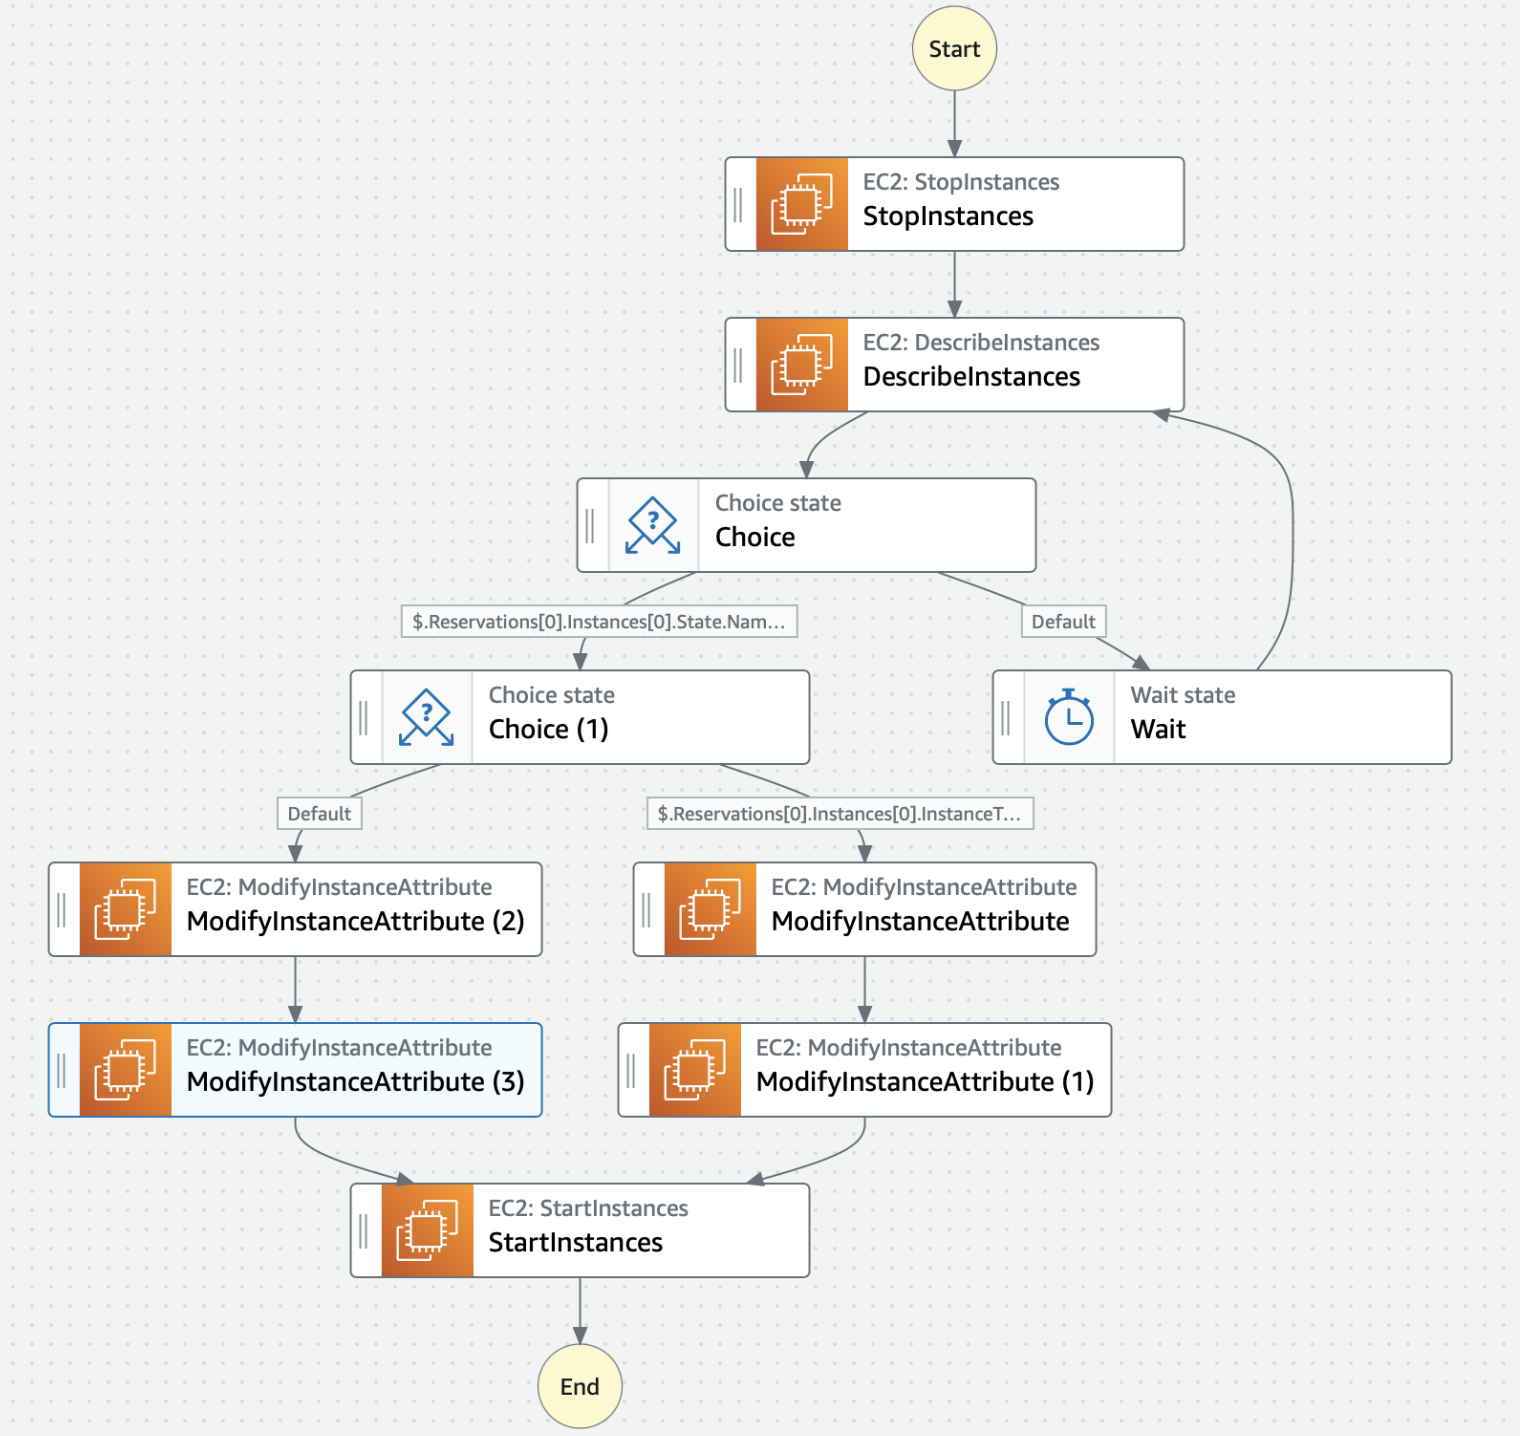 Start
EC2: StopInstances
StopInstances
EC2: DescribeInstances
DescribeInstances
Choice state
Choice
$.Reservations[0].Instances[0].State.Nam...
Default
Choice state
Choice (1)
Wait state
Wait
Default
$.Reservations[0].Instances[0].InstanceT...
EC2: ModifyInstanceAttribute
ModifyInstanceAttribute (2)
EC2: ModifyInstanceAttribute
ModifyInstanceAttribute
EC2: ModifyInstanceAttribute
ModifyInstanceAttribute (3)
EC2: ModifyInstanceAttribute
ModifyInstanceAttribute (1)
EC2: StartInstances
StartInstances
End